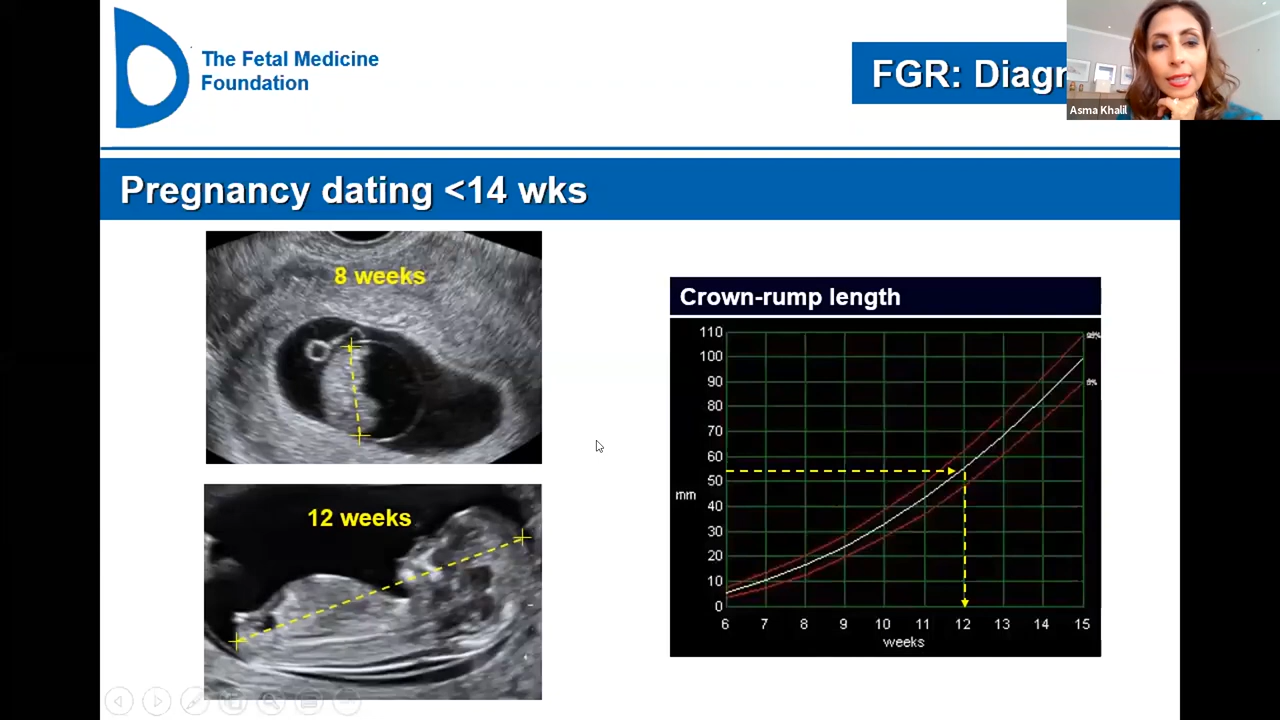 The Fetal Medicine
Foundation
FGR: Diagr
Asma Khalil
Pregnancy dating <14 wks
8 weeks
12 weeks
Crown-rump length
110
100
90
80
70
60
50
mm
40
30
20
10
0
6 7 8 9 10 11 12 13 14 15
weeks